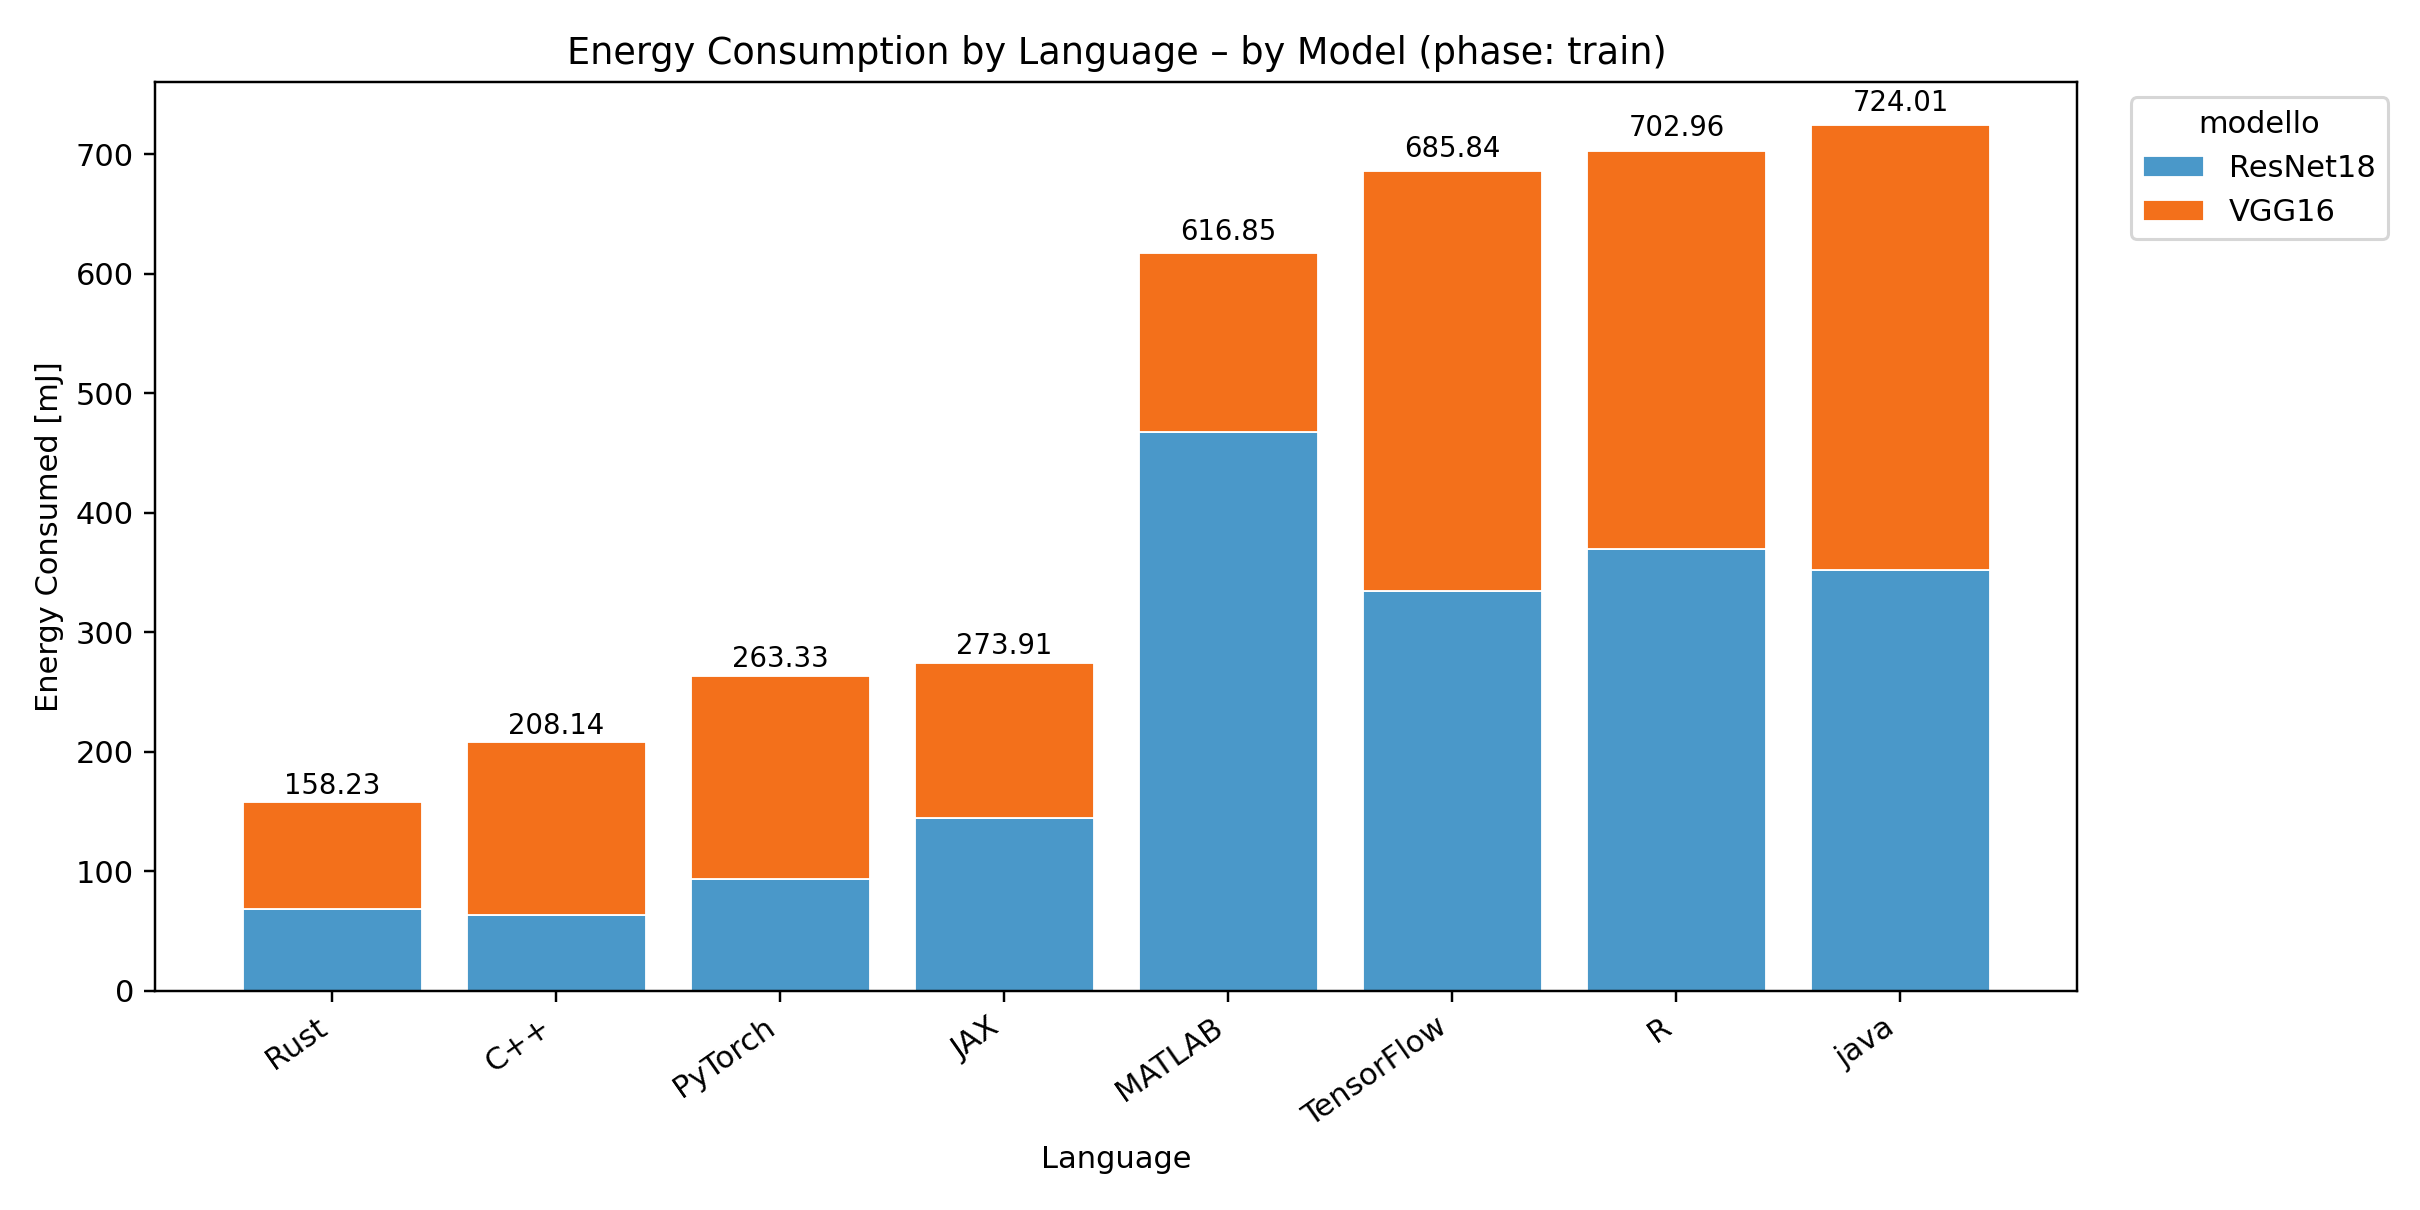 Energy Consumption by Language – by Model (phase: train)
modello
ResNet18
VGG16
Energy Consumed [mJ]
700
600
500
400
300
200
100
0
158.23
208.14
263.33
273.91
616.85
685.84
702.96
724.01
Rust
C++
PyTorch
JAX
MATLAB
TensorFlow
R
java
Language